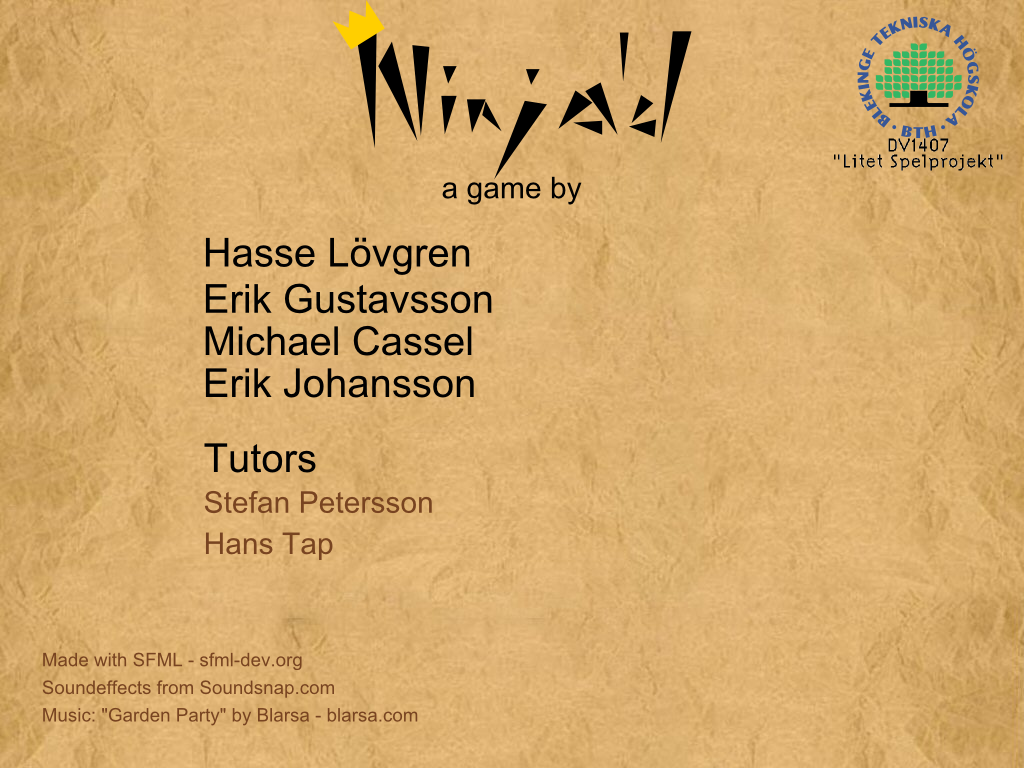 Ninja'd
BLEKINGE TEKNISKA HÖGSKOLA
· BTH ·
DV1407
"Litet Spelprojekt"
a game by
Hasse Lövgren
Erik Gustavsson
Michael Cassel
Erik Johansson
Tutors
Stefan Petersson
Hans Tap
Made with SFML - sfml-dev.org
Soundeffects from Soundsnap.com
Music: "Garden Party" by Blarsa - blarsa.com